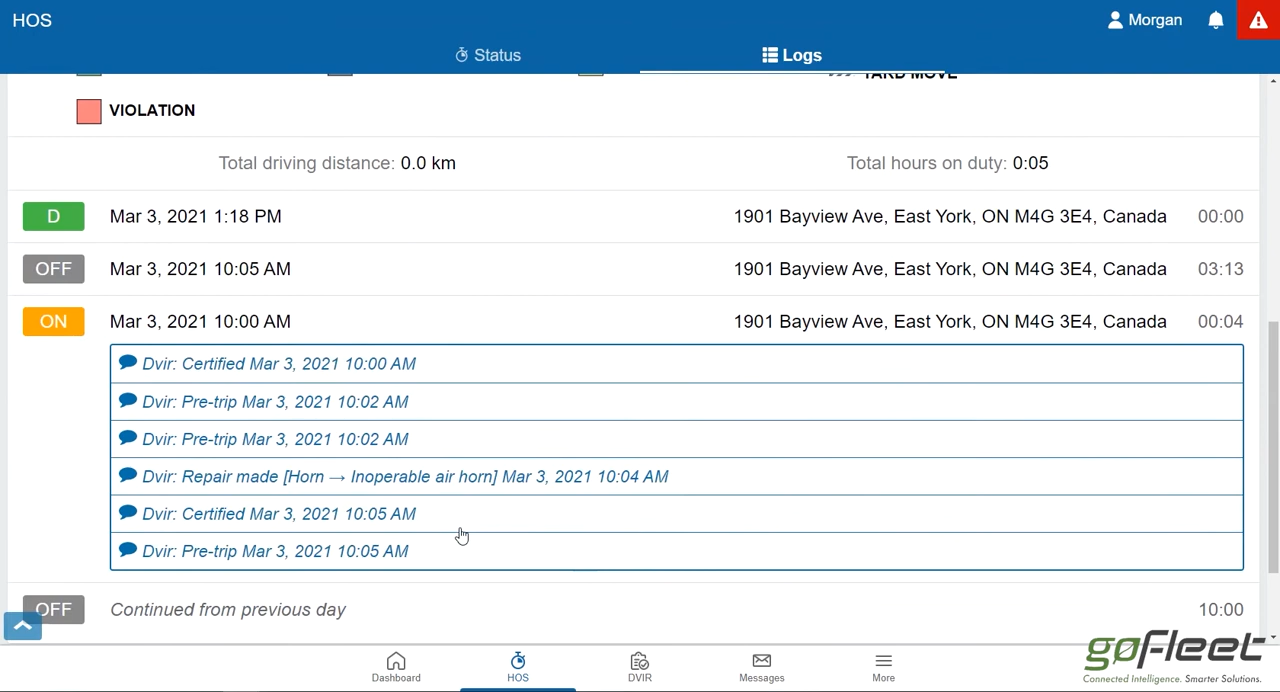 HOS
Morgan
Status
Logs
YARD MOVE
VIOLATION
Total driving distance: 0.0 km
Total hours on duty: 0:05
D Mar 3, 2021 1:18 PM 1901 Bayview Ave, East York, ON M4G 3E4, Canada 00:00
OFF Mar 3, 2021 10:05 AM 1901 Bayview Ave, East York, ON M4G 3E4, Canada 03:13
ON Mar 3, 2021 10:00 AM 1901 Bayview Ave, East York, ON M4G 3E4, Canada 00:04
Dvir: Certified Mar 3, 2021 10:00 AM
Dvir: Pre-trip Mar 3, 2021 10:02 AM
Dvir: Pre-trip Mar 3, 2021 10:02 AM
Dvir: Repair made [Horn → Inoperable air horn] Mar 3, 2021 10:04 AM
Dvir: Certified Mar 3, 2021 10:05 AM
Dvir: Pre-trip Mar 3, 2021 10:05 AM
OFF Continued from previous day 10:00
gofleet
Connected Intelligence. Smarter Solutions.
Dashboard
HOS
DVIR
Messages
More